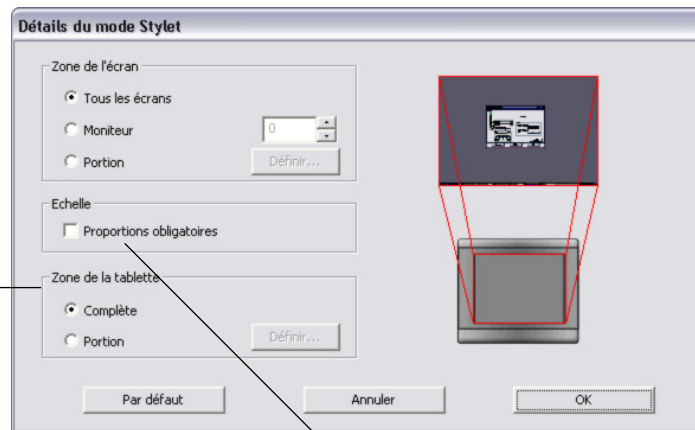 Détails du mode Stylet
Zone de l'écran
Tous les écrans
Moniteur
0
Portion
Définir...
Echelle
Proportions obligatoires
Zone de la tablette
Complète
Portion
Définir...
Par défaut
Annuler
OK